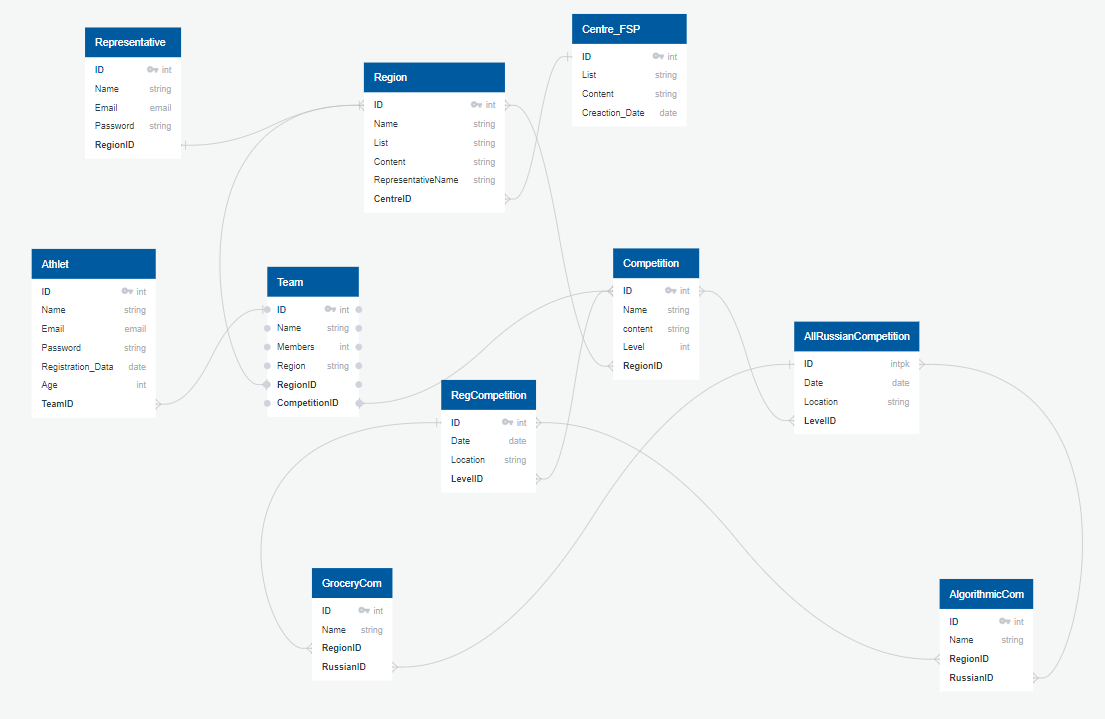 Representative
ID int
Name string
Email email
Password string
RegionID
Region
ID int
Name string
List string
Content string
RepresentativeName string
CentreID
Centre_FSP
ID int
List string
Content string
Creaction_Date date
Athlet
ID int
Name string
Email email
Password string
Registration_Data date
Age int
TeamID
Team
ID int
Name string
Members int
Region string
RegionID
CompetitionID
Competition
ID int
Name string
content string
Level int
RegionID
AllRussianCompetition
ID intpk
Date date
Location string
LevelID
RegCompetition
ID int
Date date
Location string
LevelID
GroceryCom
ID int
Name string
RegionID
RussianID
AlgorithmicCom
ID int
Name string
RegionID
RussianID